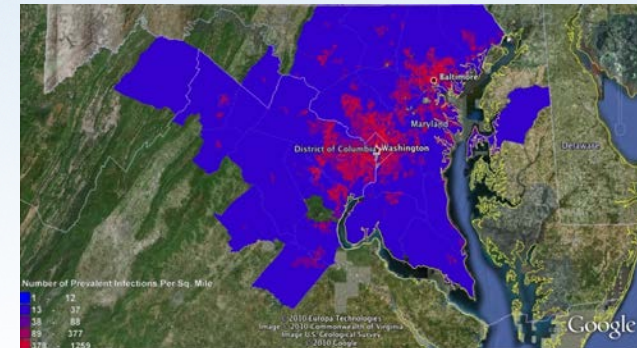 Baltimore
Maryland
District of Columbia
Washington
Delaware
Number of Prevalent Infections Per Sq. Mile
1 - 12
13 - 37
38 - 88
89 - 377
378 - 1259
© 2010 Europa Technologies
Image © 2010 Commonwealth of Virginia
Image U.S. Geological Survey
© 2010 Google
Google